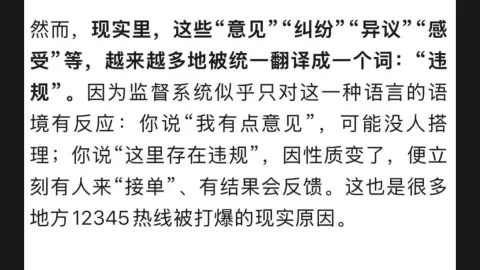 然而，现实里，这些“意见”“纠纷”“异议”“感
受”等，越来越多地被统一翻译成一个词：“违
规”。因为监督系统似乎只对这一种语言的语
境有反应：你说“我有点意见”，可能没人搭
理；你说“这里存在违规”，因性质变了，便立
刻有人来“接单”、有结果会反馈。这也是很多
地方12345热线被打爆的现实原因。